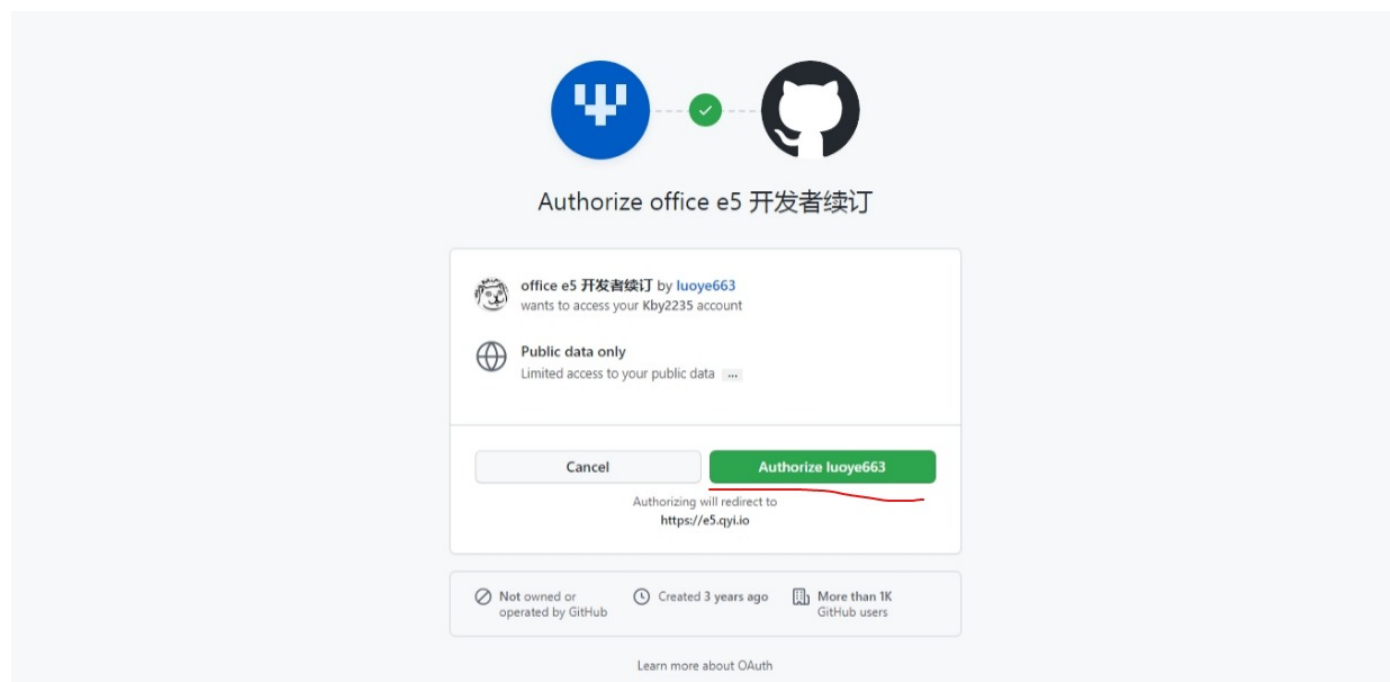 Authorize office e5 开发者续订
office e5 开发者续订 by luoye663
wants to access your Kby2235 account
Public data only
Limited access to your public data ...
Cancel
Authorize luoye663
Authorizing will redirect to
https://e5.qyi.io
Not owned or
operated by GitHub
Created 3 years ago
More than 1K
GitHub users
Learn more about OAuth